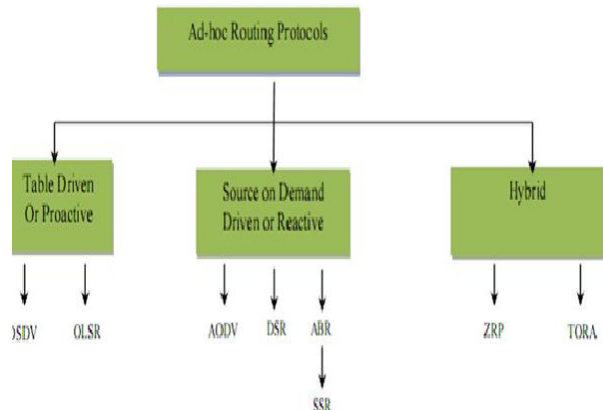 Ad-hoc Routing Protocols
Table Driven
Or Proactive
Source on Demand
Driven or Reactive
Hybrid
DSDV
OLSR
AODV
DSR
ABR
ZRP
TORA
SSR